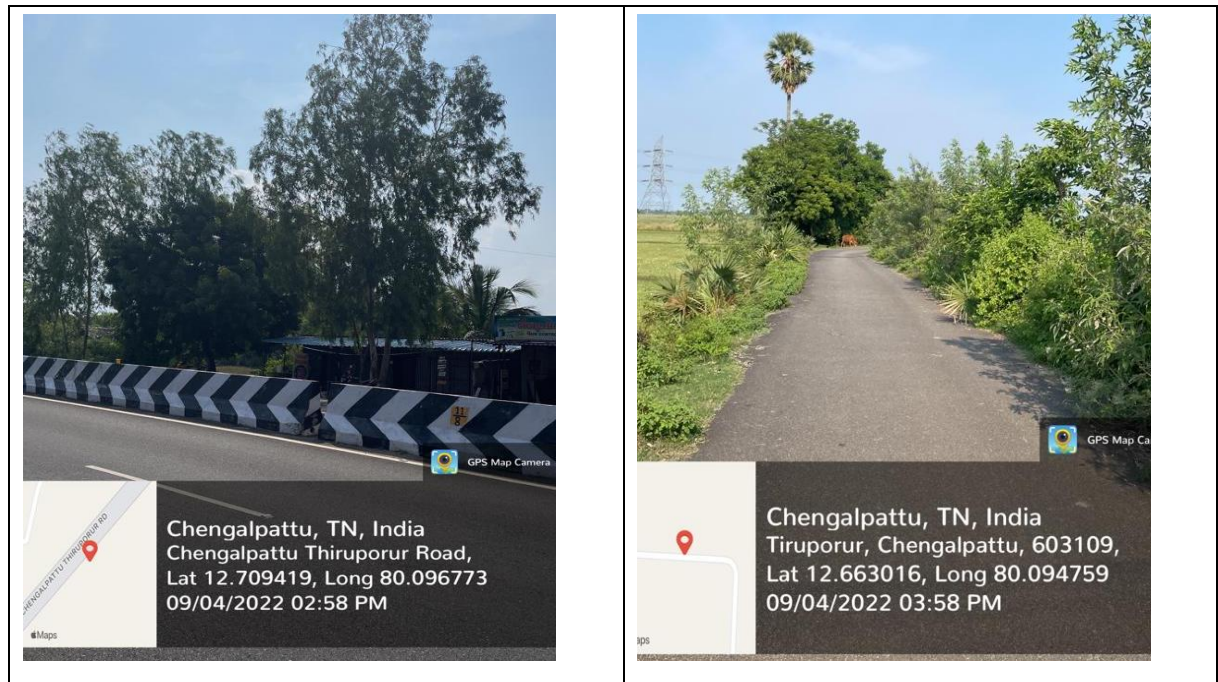 11
8
GPS Map Camera
CHENGALPATTU THIRUPORUR RD
Maps
Chengalpattu, TN, India
Chengalpattu Thiruporur Road,
Lat 12.709419, Long 80.096773
09/04/2022 02:58 PM
GPS Map Ca
aps
Chengalpattu, TN, India
Tiruporur, Chengalpattu, 603109,
Lat 12.663016, Long 80.094759
09/04/2022 03:58 PM